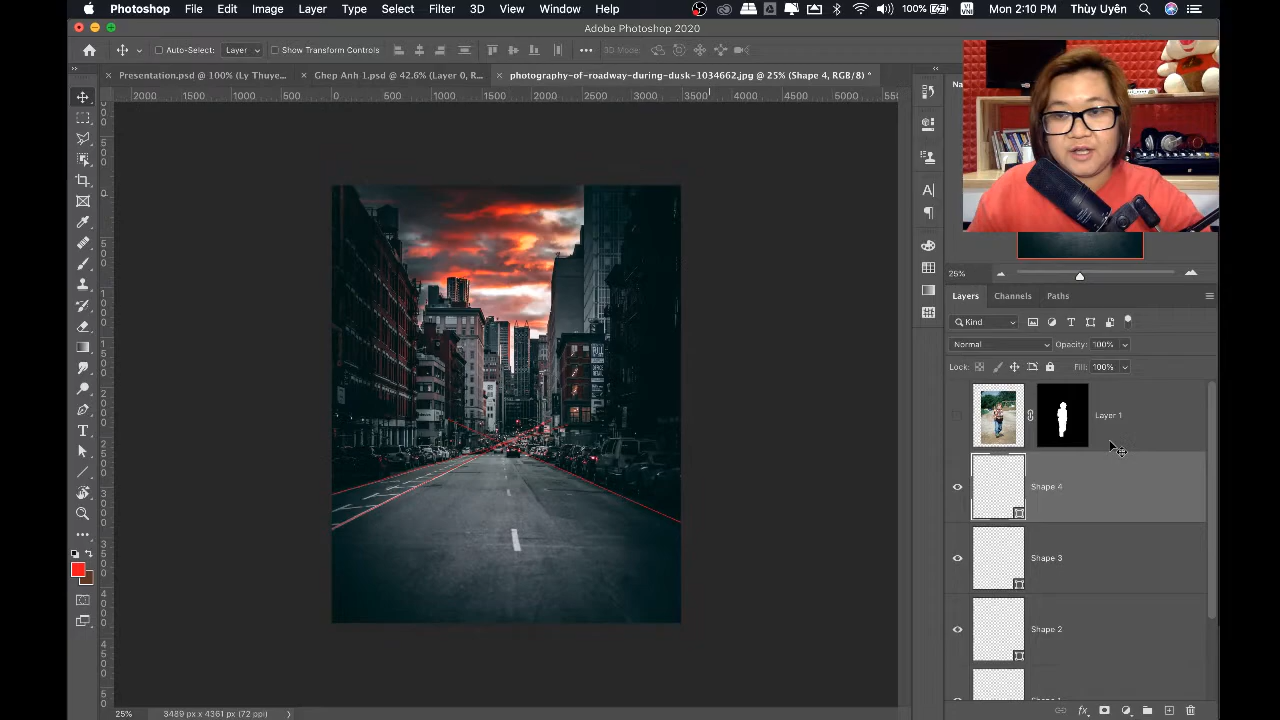 Photoshop File Edit Image Layer Type Select Filter 3D View Window Help 100% VI VNI Mon 2:10 PM Thùy Uyên
Adobe Photoshop 2020
Auto-Select: Layer Show Transform Controls 3D Mode:
Presentation.psd @ 100% (Ly Thuye... Ghep Anh 1.psd @ 42.6% (Layer 0, R... photography-of-roadway-during-dusk-1034662.jpg @ 25% (Shape 4, RGB/8) *
2000 1500 1000 500 0 500 1500 2000 2500 3000 3500 4000 4500 5000
25%
Layers Channels Paths
Kind
Normal Opacity: 100%
Lock: Fill: 100%
Layer 1
Shape 4
Shape 3
Shape 2
25% 3489 px x 4361 px (72 ppi)